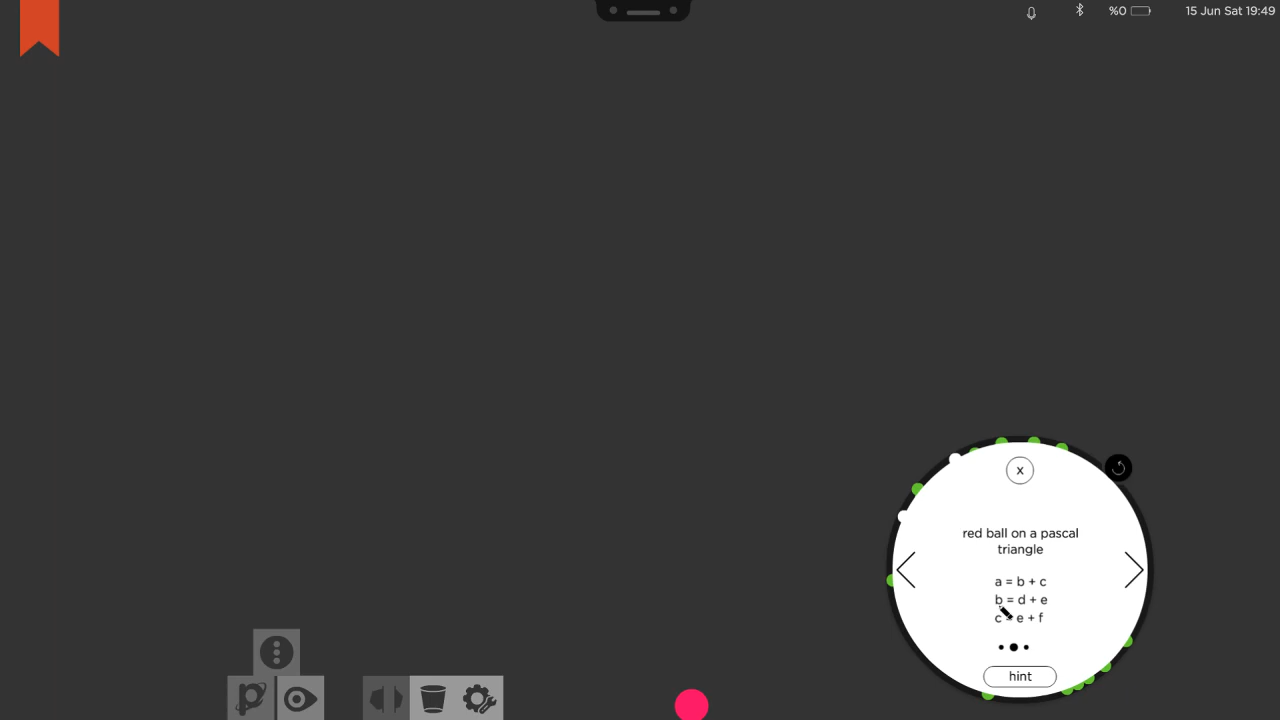 %0 15 Jun Sat 19:49
x
red ball on a pascal
triangle
a = b + c
b = d + e
c = e + f
hint